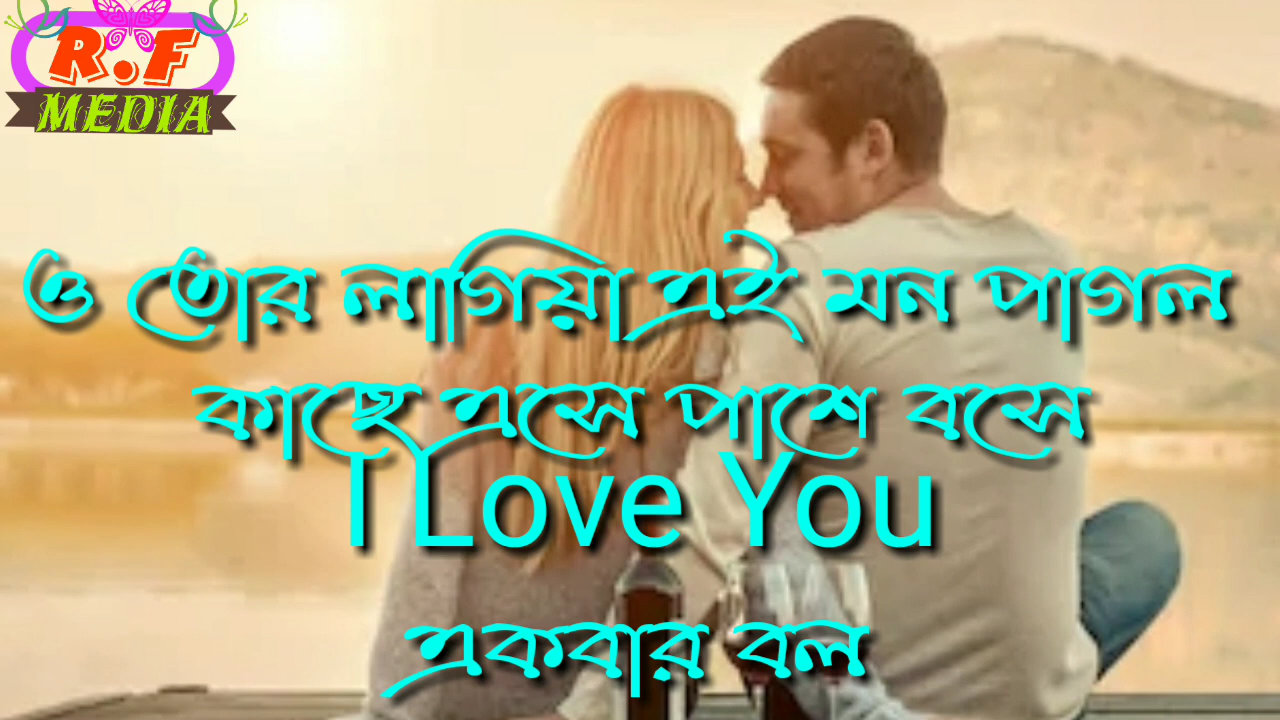 R.F
MEDIA
ও তোর লাগিয়া এই মন পাগল
কাছে এসে পাশে বসে
I Love You
একবার বল